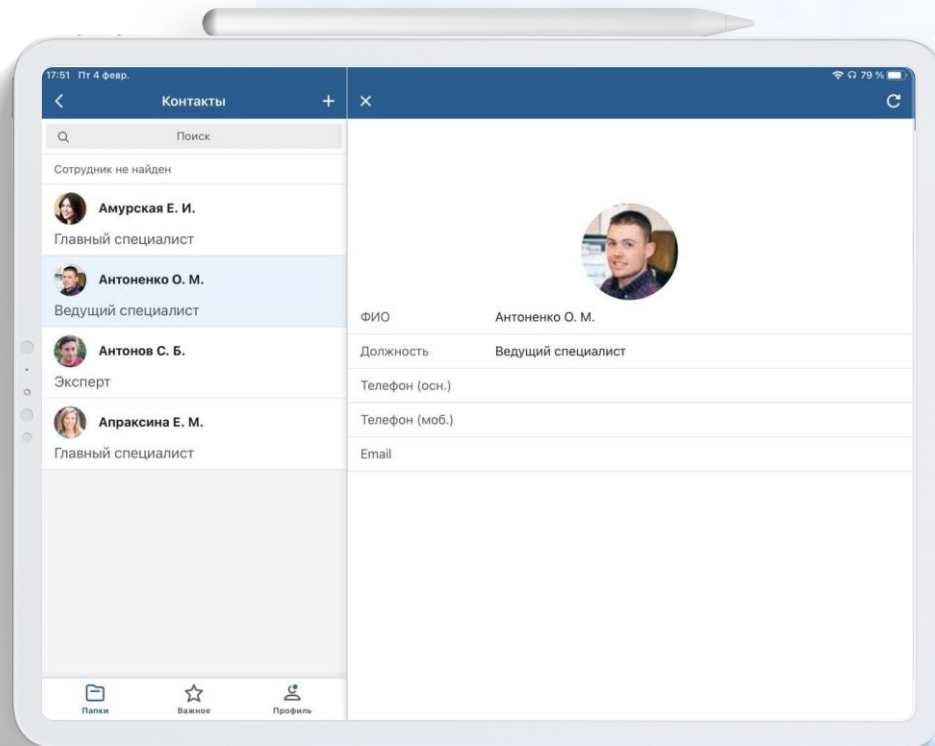 17:51 Пт 4 февр.
79 %
Контакты
Поиск
Сотрудник не найден
Амурская Е. И.
Главный специалист
Антоненко О. М.
Ведущий специалист
Антонов С. Б.
Эксперт
Апраксина Е. М.
Главный специалист
Папки
Важное
Профиль
ФИО Антоненко О. М.
Должность Ведущий специалист
Телефон (осн.)
Телефон (моб.)
Email